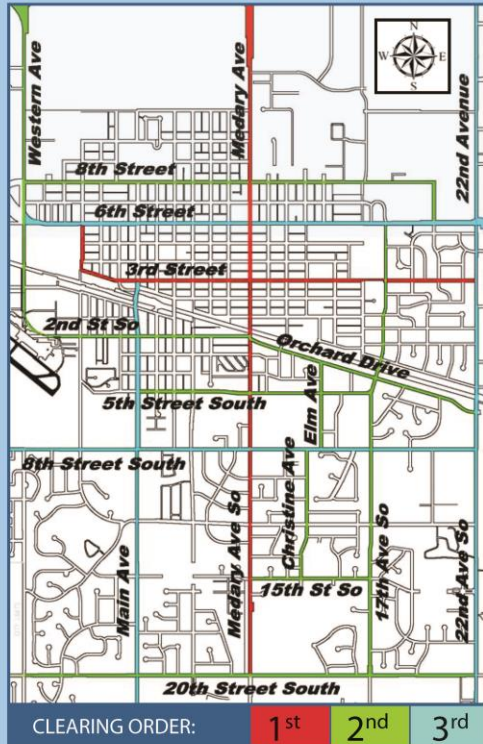 N
W E
S
Western Ave
Medary Ave
22nd Avenue
8th Street
6th Street
3rd Street
2nd St So
Orchard Drive
5th Street South
Elm Ave
8th Street South
Christine Ave
Main Ave
Medary Ave So
15th St So
17th Ave So
22nd Ave So
20th Street South
CLEARING ORDER: 1st 2nd 3rd